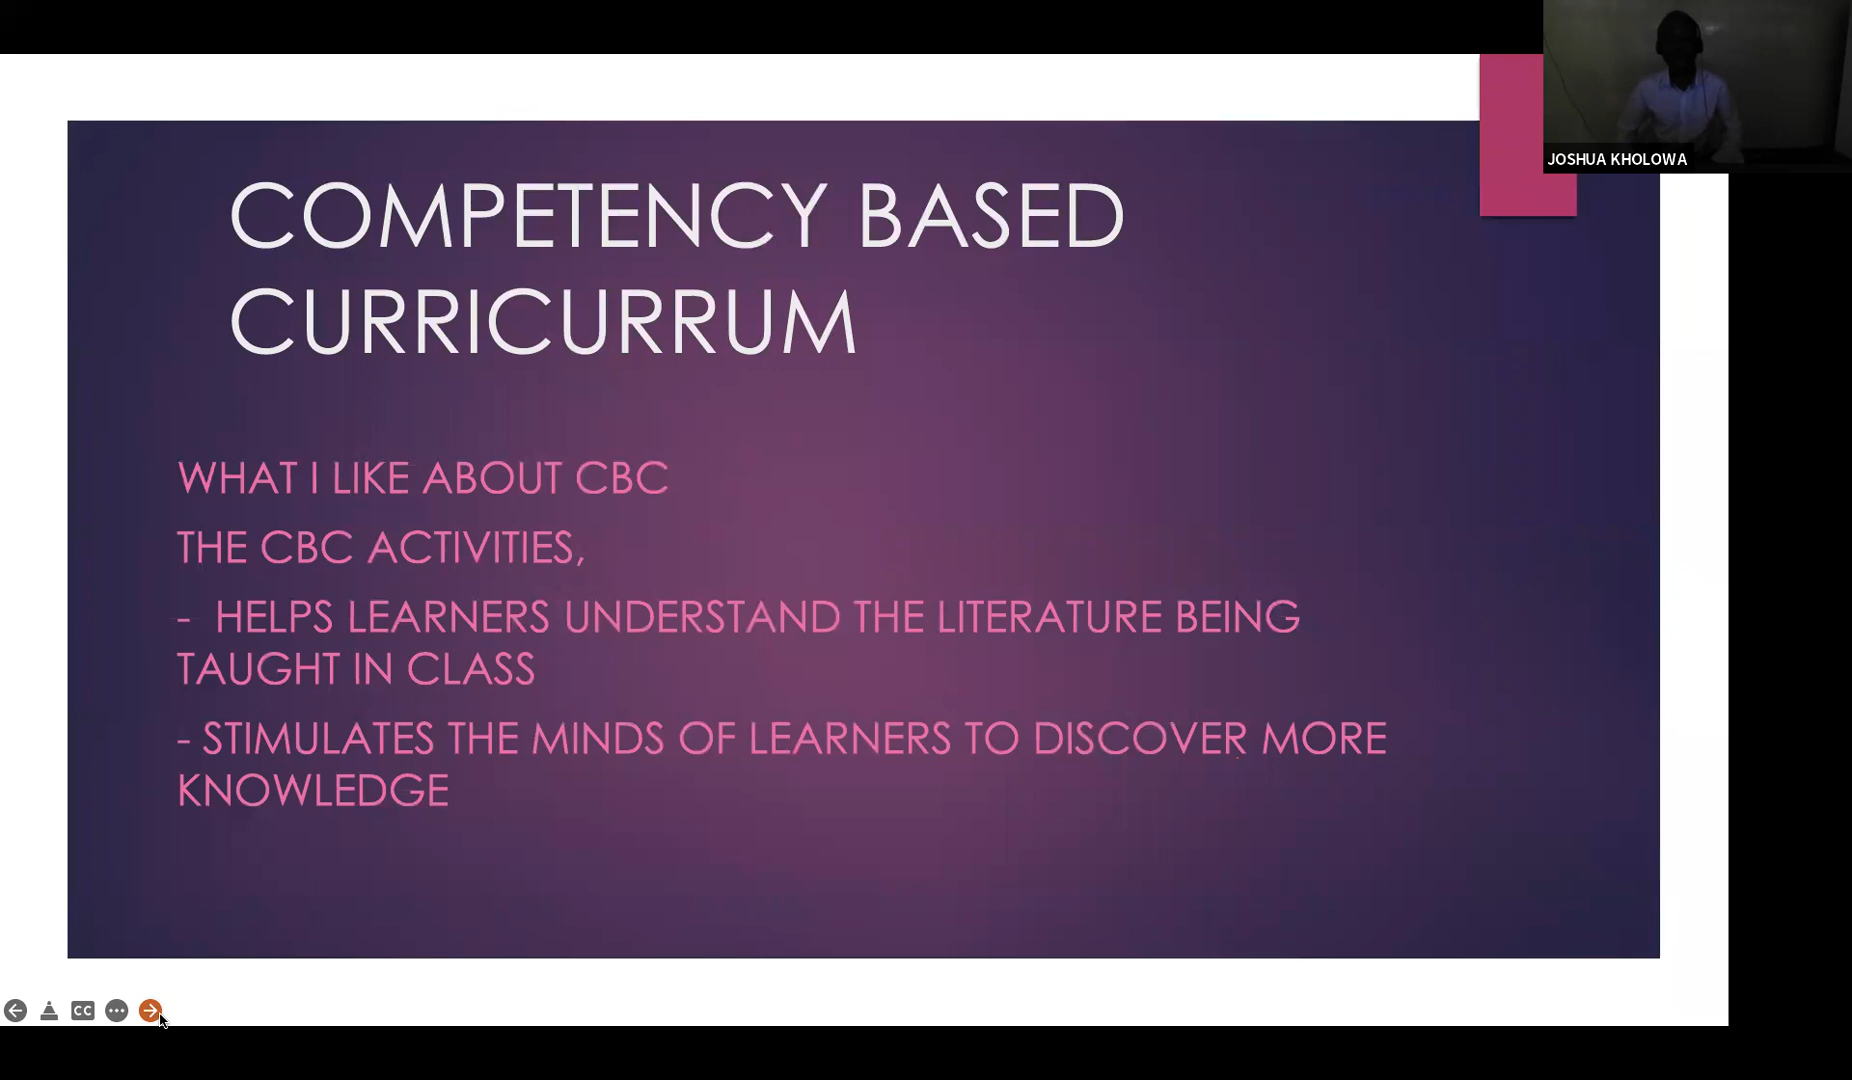 JOSHUA KHOLOWA
COMPETENCY BASED
CURRICURRUM
WHAT I LIKE ABOUT CBC
THE CBC ACTIVITIES,
- HELPS LEARNERS UNDERSTAND THE LITERATURE BEING
TAUGHT IN CLASS
- STIMULATES THE MINDS OF LEARNERS TO DISCOVER MORE
KNOWLEDGE
CC